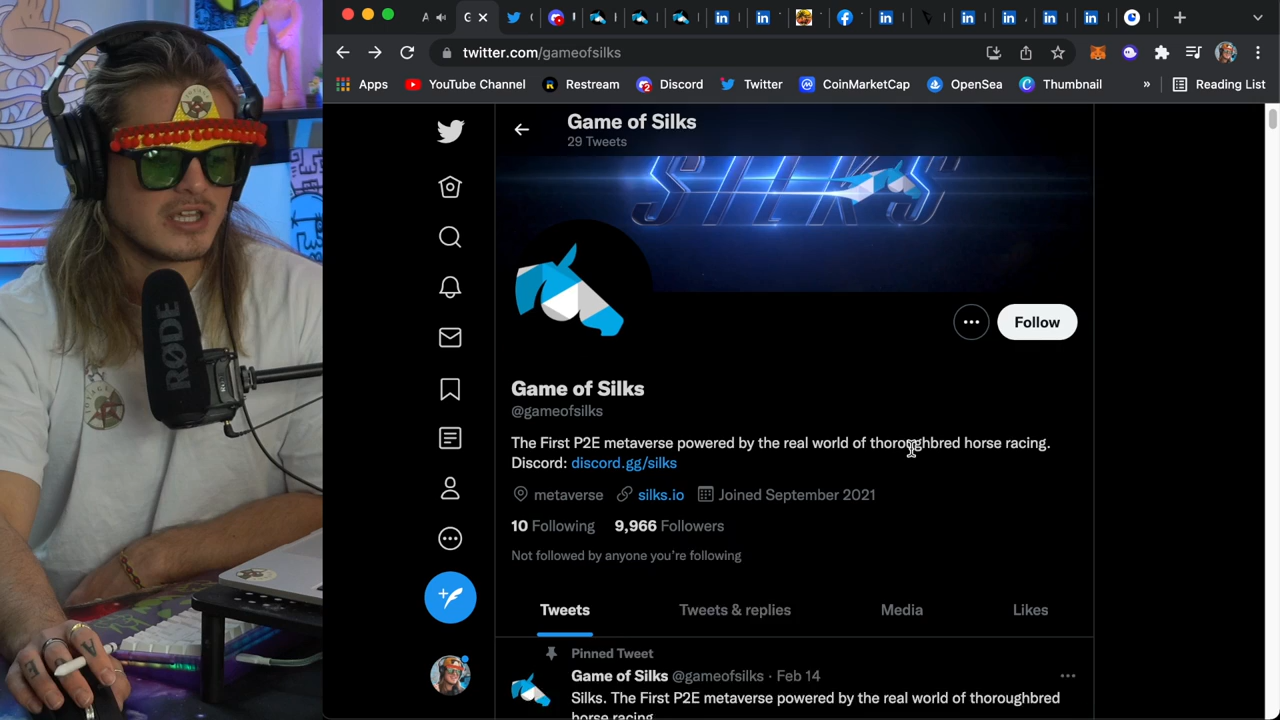 twitter.com/gameofsilks
Apps YouTube Channel Restream Discord Twitter CoinMarketCap OpenSea Thumbnail » Reading List
Game of Silks
29 Tweets
SILKS
Follow
Game of Silks
@gameofsilks
The First P2E metaverse powered by the real world of thoroughbred horse racing.
Discord: discord.gg/silks
metaverse silks.io Joined September 2021
10 Following 9,966 Followers
Not followed by anyone you're following
Tweets Tweets & replies Media Likes
Pinned Tweet
Game of Silks @gameofsilks · Feb 14
Silks. The First P2E metaverse powered by the real world of thoroughbred
horse racing
RØDE